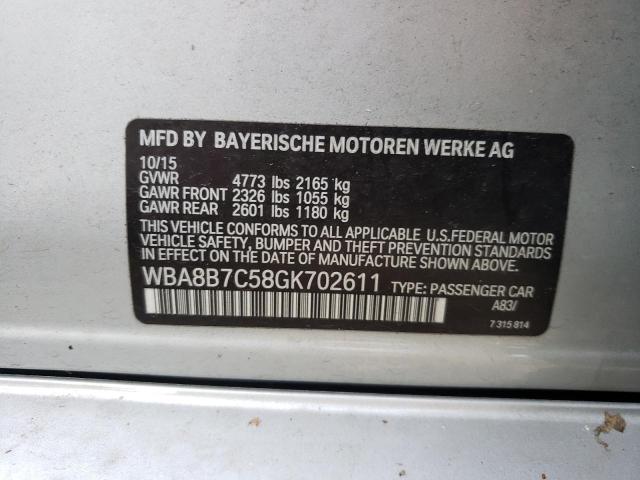 MFD BY BAYERISCHE MOTOREN WERKE AG
10/15
GVWR 4773 lbs 2165 kg
GAWR FRONT 2326 lbs 1055 kg
GAWR REAR 2601 lbs 1180 kg
THIS VEHICLE CONFORMS TO ALL APPLICABLE U.S.FEDERAL MOTOR
VEHICLE SAFETY, BUMPER AND THEFT PREVENTION STANDARDS
IN EFFECT ON THE DATE OF MANUFACTURE SHOWN ABOVE.
WBA8B7C58GK702611 TYPE: PASSENGER CAR
A83/
7 315 814